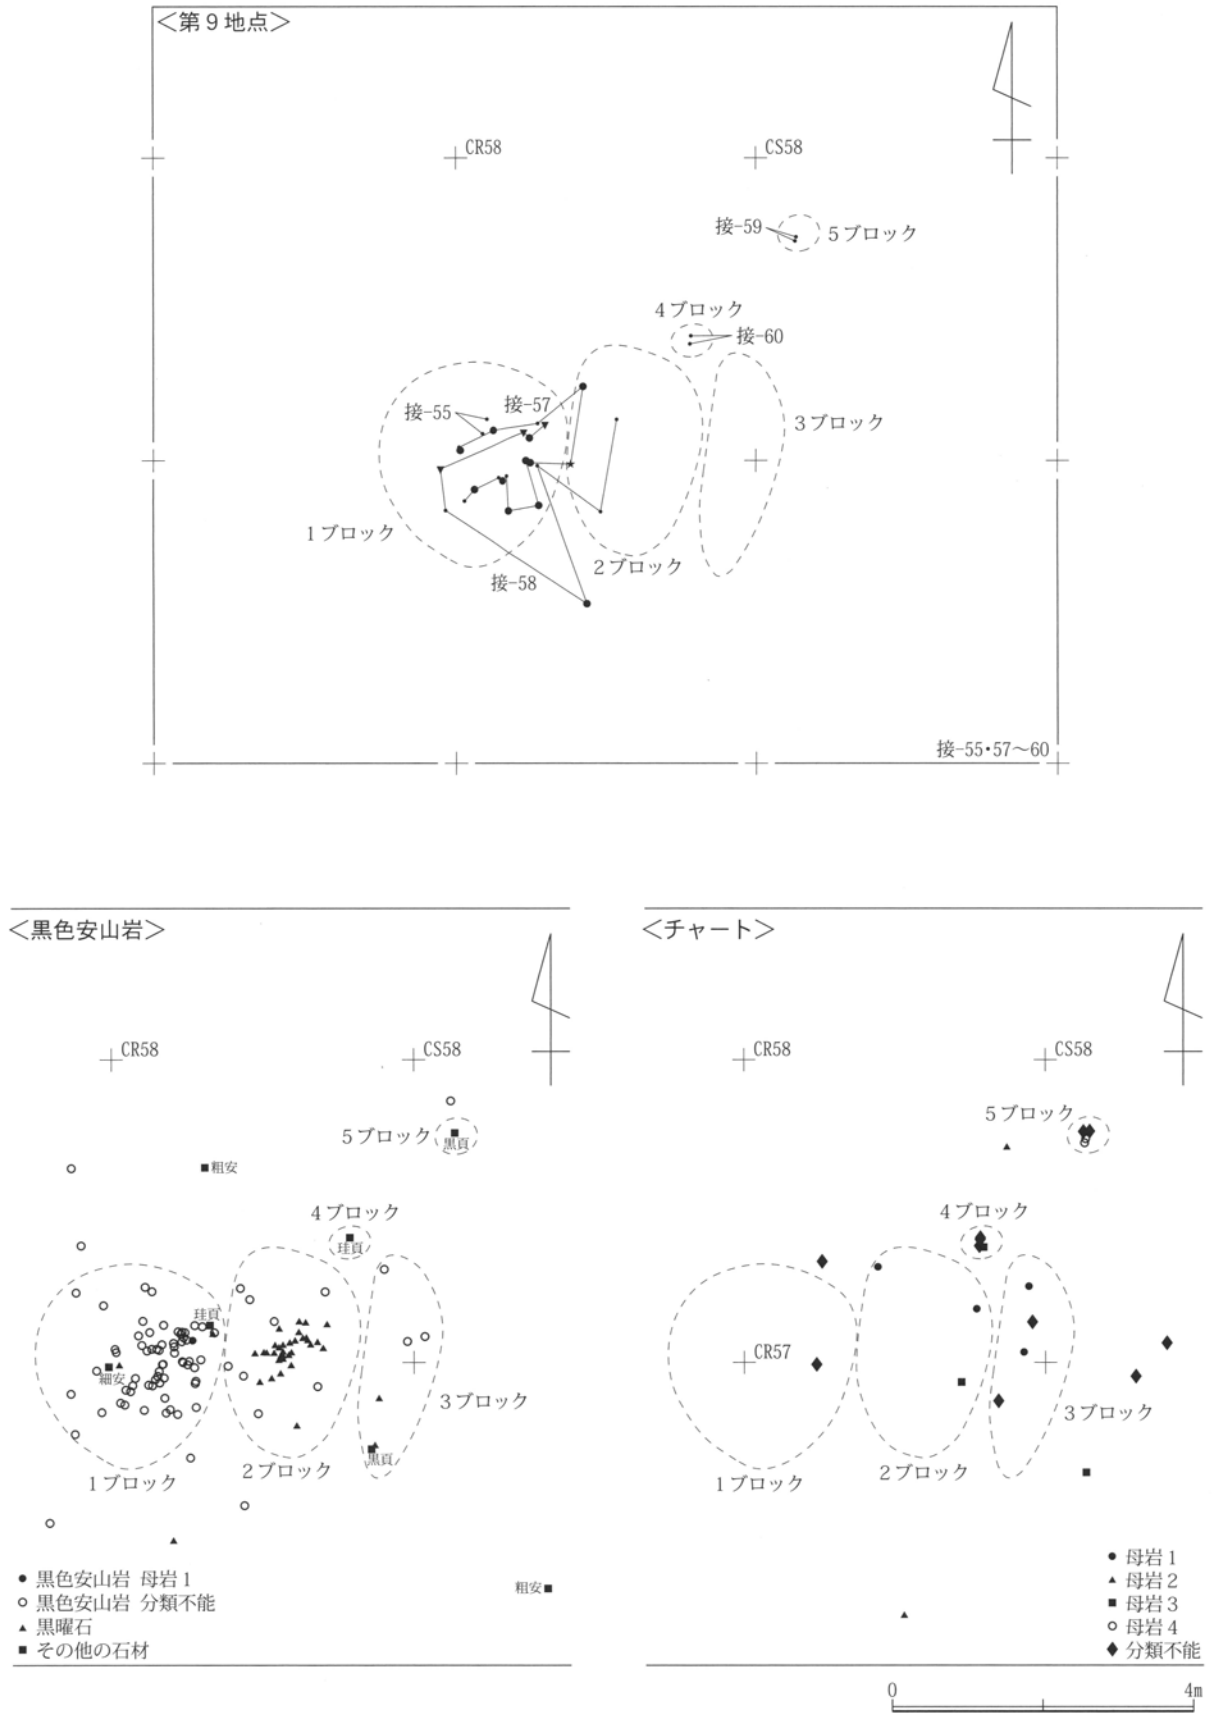 ＜第９地点＞
CR58
CS58
接-59
５ブロック
４ブロック
接-60
接-55
接-57
３ブロック
１ブロック
２ブロック
接-58
接-55・57～60
＜黒色安山岩＞
CR58
CS58
５ブロック
黒頁
粗安
４ブロック
珪頁
珪頁
細安
３ブロック
黒頁
２ブロック
１ブロック
粗安
黒色安山岩 母岩１
黒色安山岩 分類不能
黒曜石
その他の石材
＜チャート＞
CR58
CS58
５ブロック
４ブロック
CR57
３ブロック
２ブロック
１ブロック
母岩１
母岩２
母岩３
母岩４
分類不能
0 4m